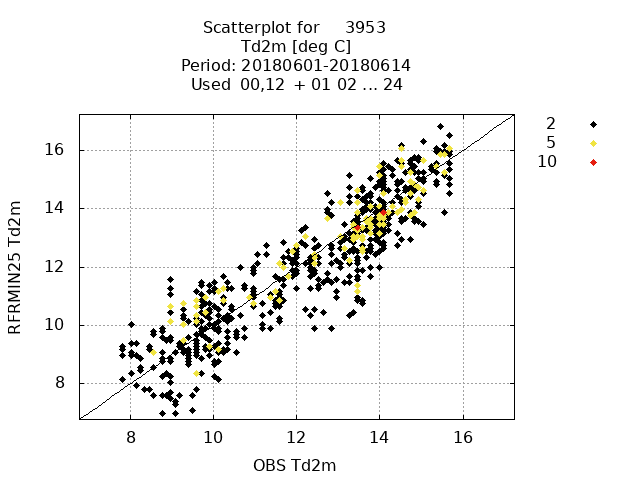 Scatterplot for 3953
Td2m [deg C]
Period: 20180601-20180614
Used 00,12 + 01 02 ... 24
2
5
10
RFRMIN25 Td2m
16
14
12
10
8
8 10 12 14 16
OBS Td2m